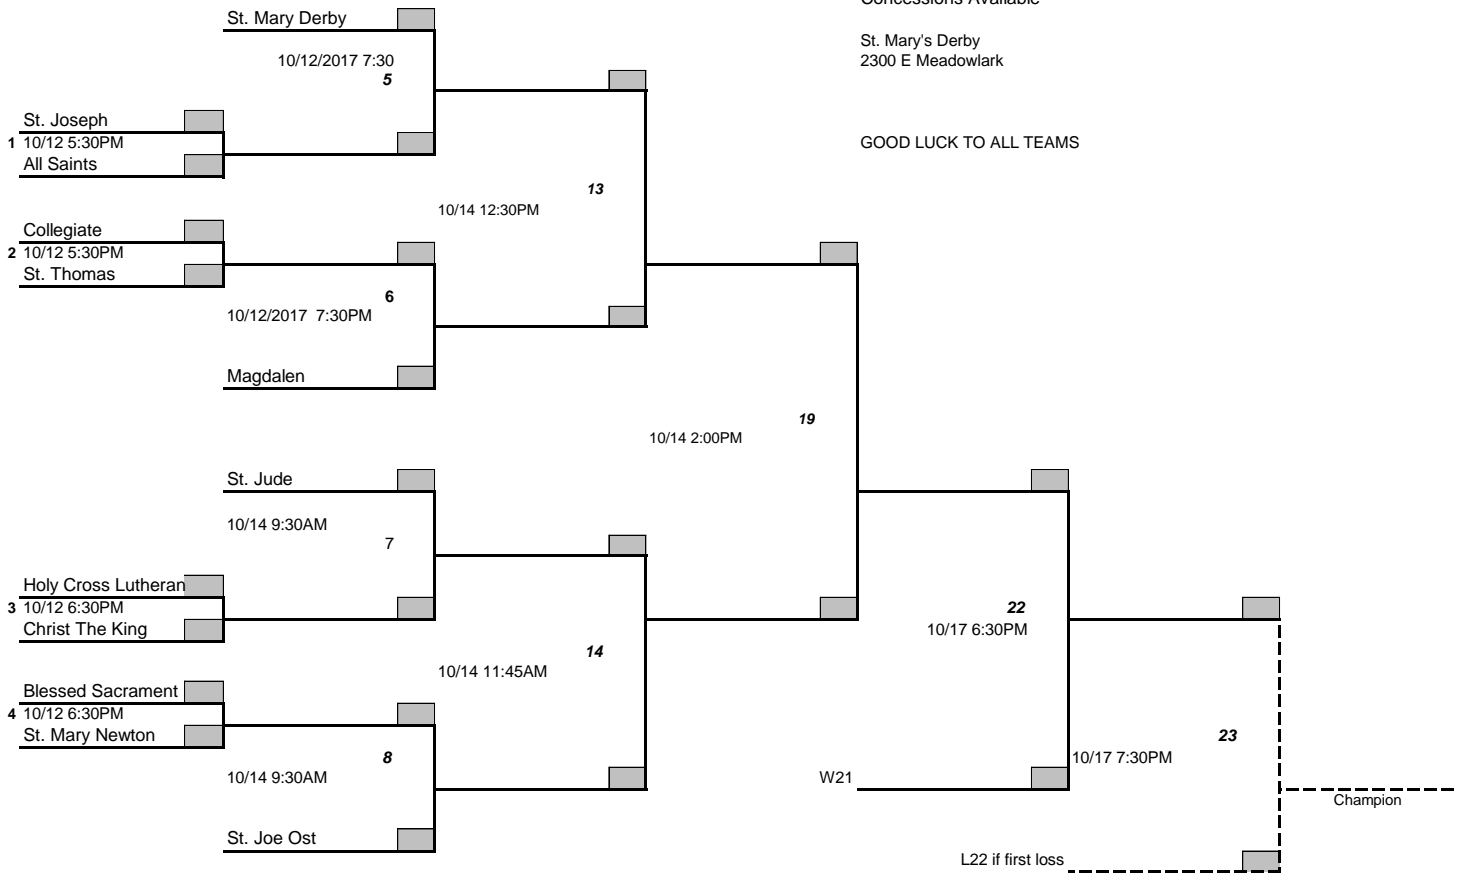 Concessions Available
St. Mary Derby
St. Mary's Derby
10/12/2017 7:30
2300 E Meadowlark
5
St. Joseph
1 10/12 5:30PM
GOOD LUCK TO ALL TEAMS
All Saints
13
10/14 12:30PM
Collegiate
2 10/12 5:30PM
St. Thomas
6
10/12/2017 7:30PM
Magdalen
19
10/14 2:00PM
St. Jude
10/14 9:30AM
7
Holy Cross Lutheran
3 10/12 6:30PM
22
Christ The King
10/17 6:30PM
14
10/14 11:45AM
Blessed Sacrament
4 10/12 6:30PM
St. Mary Newton
23
8
10/17 7:30PM
10/14 9:30AM
W21
Champion
St. Joe Ost
L22 if first loss